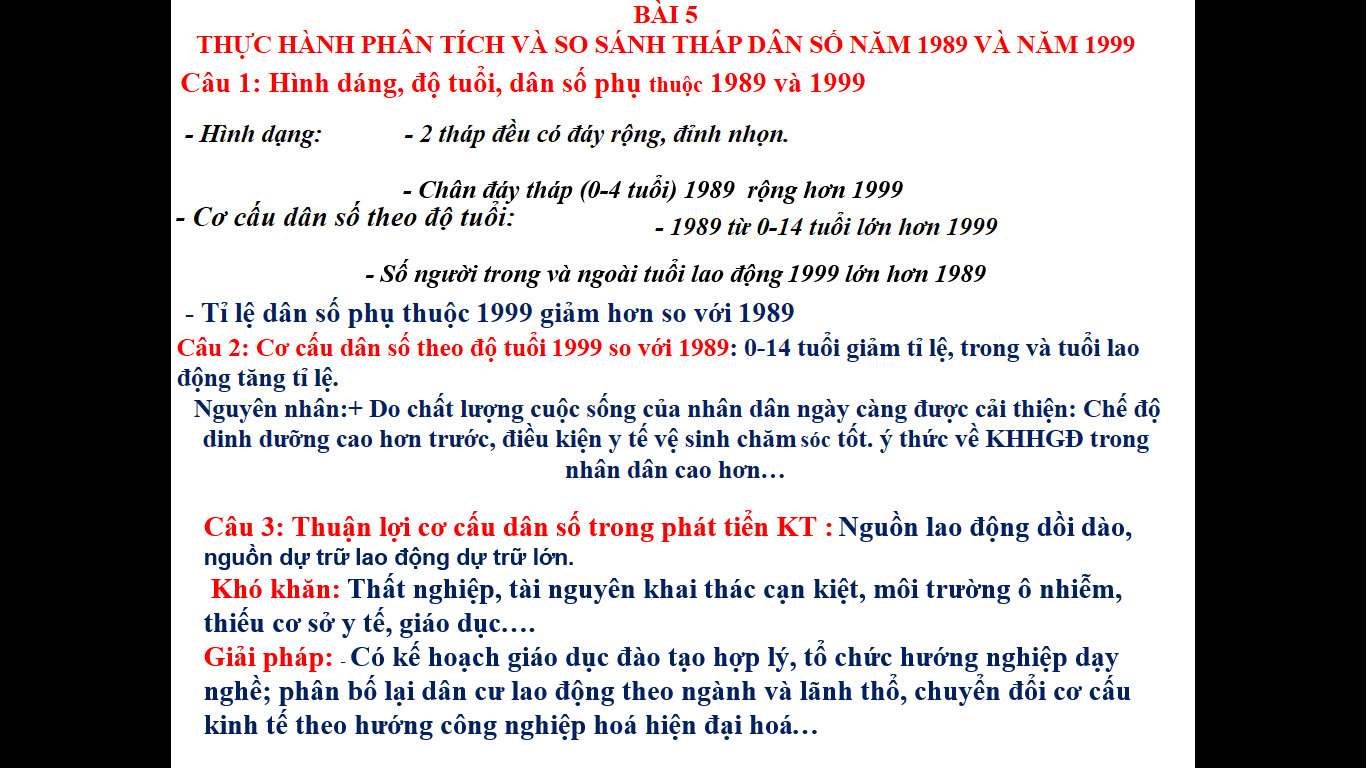 BÀI 5
THỰC HÀNH PHÂN TÍCH VÀ SO SÁNH THÁP DÂN SỐ NĂM 1989 VÀ NĂM 1999
Câu 1: Hình dáng, độ tuổi, dân số phụ thuộc 1989 và 1999
- Hình dạng: - 2 tháp đều có đáy rộng, đỉnh nhọn.
- Chân đáy tháp (0-4 tuổi) 1989 rộng hơn 1999
- Cơ cấu dân số theo độ tuổi:
- 1989 từ 0-14 tuổi lớn hơn 1999
- Số người trong và ngoài tuổi lao động 1999 lớn hơn 1989
- Tỉ lệ dân số phụ thuộc 1999 giảm hơn so với 1989
Câu 2: Cơ cấu dân số theo độ tuổi 1999 so với 1989: 0-14 tuổi giảm tỉ lệ, trong và tuổi lao
động tăng tỉ lệ.
Nguyên nhân:+ Do chất lượng cuộc sống của nhân dân ngày càng được cải thiện: Chế độ
dinh dưỡng cao hơn trước, điều kiện y tế vệ sinh chăm sóc tốt. ý thức về KHHGĐ trong
nhân dân cao hơn…
Câu 3: Thuận lợi cơ cấu dân số trong phát tiển KT : Nguồn lao động dồi dào,
nguồn dự trữ lao động dự trữ lớn.
Khó khăn: Thất nghiệp, tài nguyên khai thác cạn kiệt, môi trường ô nhiễm,
thiếu cơ sở y tế, giáo dục….
Giải pháp: - Có kế hoạch giáo dục đào tạo hợp lý, tổ chức hướng nghiệp dạy
nghề; phân bố lại dân cư lao động theo ngành và lãnh thổ, chuyển đổi cơ cấu
kinh tế theo hướng công nghiệp hoá hiện đại hoá…